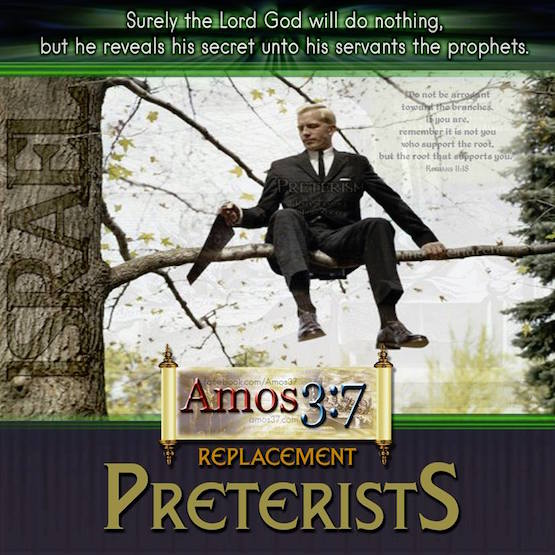 Surely the Lord God will do nothing,
but he reveals his secret unto his servants the prophets.
ISRAEL
Do not be arrogant
toward the branches.
If you are,
remember it is not you
who support the root,
but the root that supports you.
Romans 11:18
PRETERISM
facebook.com/Amos37
Amos 3:7
amos37.com
REPLACEMENT
PRETERISTS